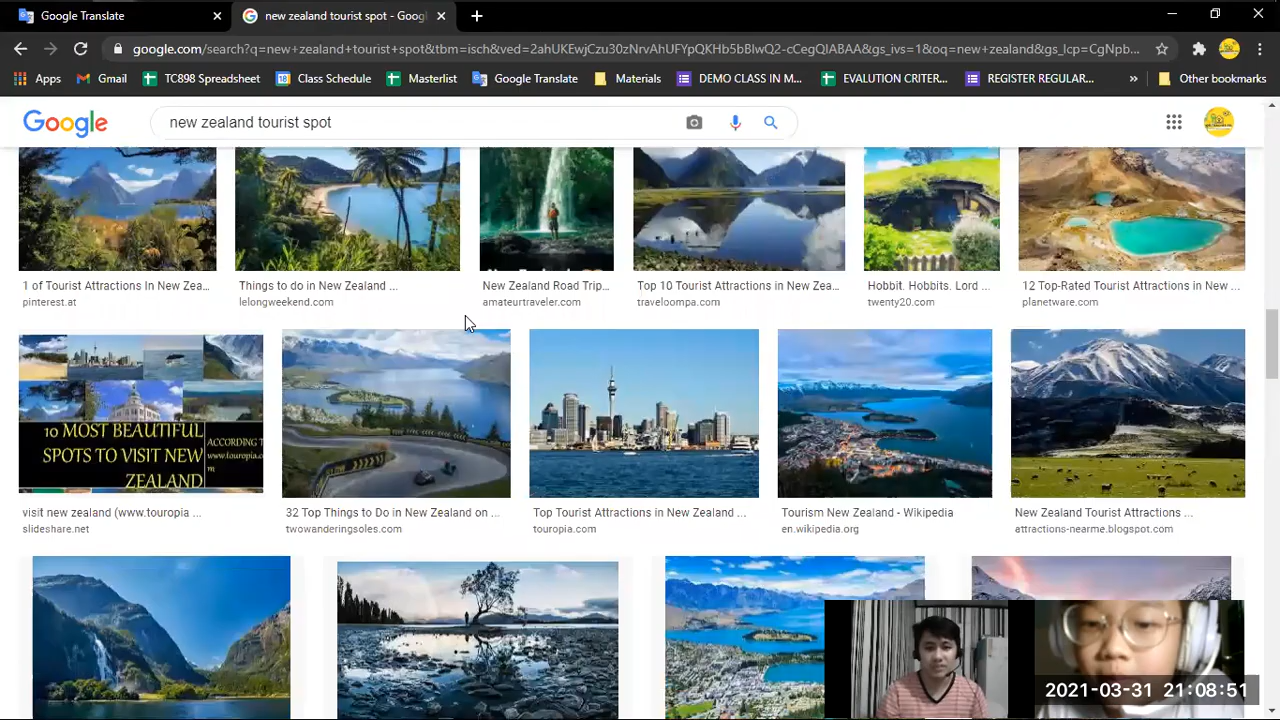 Google Translate
new zealand tourist spot - Googl
google.com/search?q=new+zealand+tourist+spot&tbm=isch&ved=2ahUKEwjCzu30zNrvAhUFYpQKHb5bBlwQ2-cCegQIABAA&gs_ivs=1&oq=new+zealand&gs_lcp=CgNpb...
Apps
Gmail
TC898 Spreadsheet
Class Schedule
Masterlist
Google Translate
Materials
DEMO CLASS IN M...
EVALUTION CRITER...
REGISTER REGULAR...
Other bookmarks
Google
new zealand tourist spot
1 of Tourist Attractions In New Zea...
pinterest.at
Things to do in New Zealand ...
lelongweekend.com
New Zealand Road Trip...
amateurtraveler.com
Top 10 Tourist Attractions in New Zea...
traveloompa.com
Hobbit. Hobbits. Lord ...
twenty20.com
12 Top-Rated Tourist Attractions in New ...
planetware.com
10 MOST BEAUTIFUL
SPOTS TO VISIT NEW
ZEALAND
ACCORDING T
www.touropia.co
m
visit new zealand (www.touropia ...
slideshare.net
32 Top Things to Do in New Zealand on ...
twowanderingsoles.com
Top Tourist Attractions in New Zealand ...
touropia.com
Tourism New Zealand - Wikipedia
en.wikipedia.org
New Zealand Tourist Attractions ...
attractions-nearme.blogspot.com
2021-03-31 21:08:51